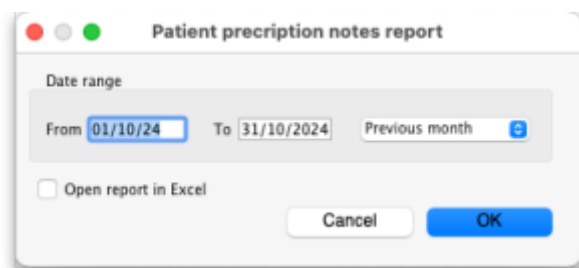 Patient precription notes report
Date range
From 01/10/24 To 31/10/2024 Previous month
Open report in Excel
Cancel OK